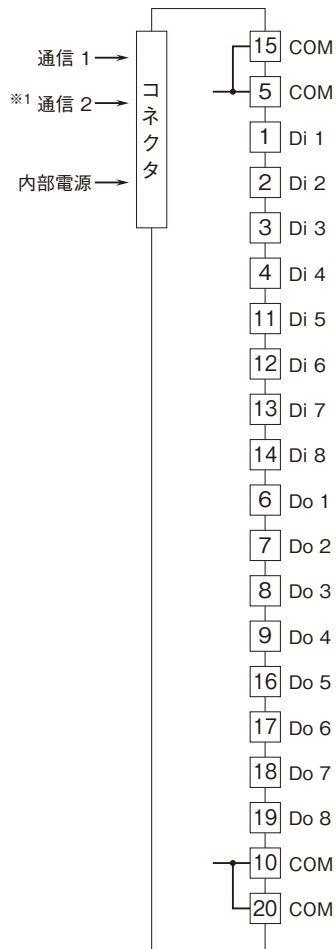 通信 1
※1 通信 2
内部電源
コネクタ
15 COM
5 COM
1 Di 1
2 Di 2
3 Di 3
4 Di 4
11 Di 5
12 Di 6
13 Di 7
14 Di 8
6 Do 1
7 Do 2
8 Do 3
9 Do 4
16 Do 5
17 Do 6
18 Do 7
19 Do 8
10 COM
20 COM